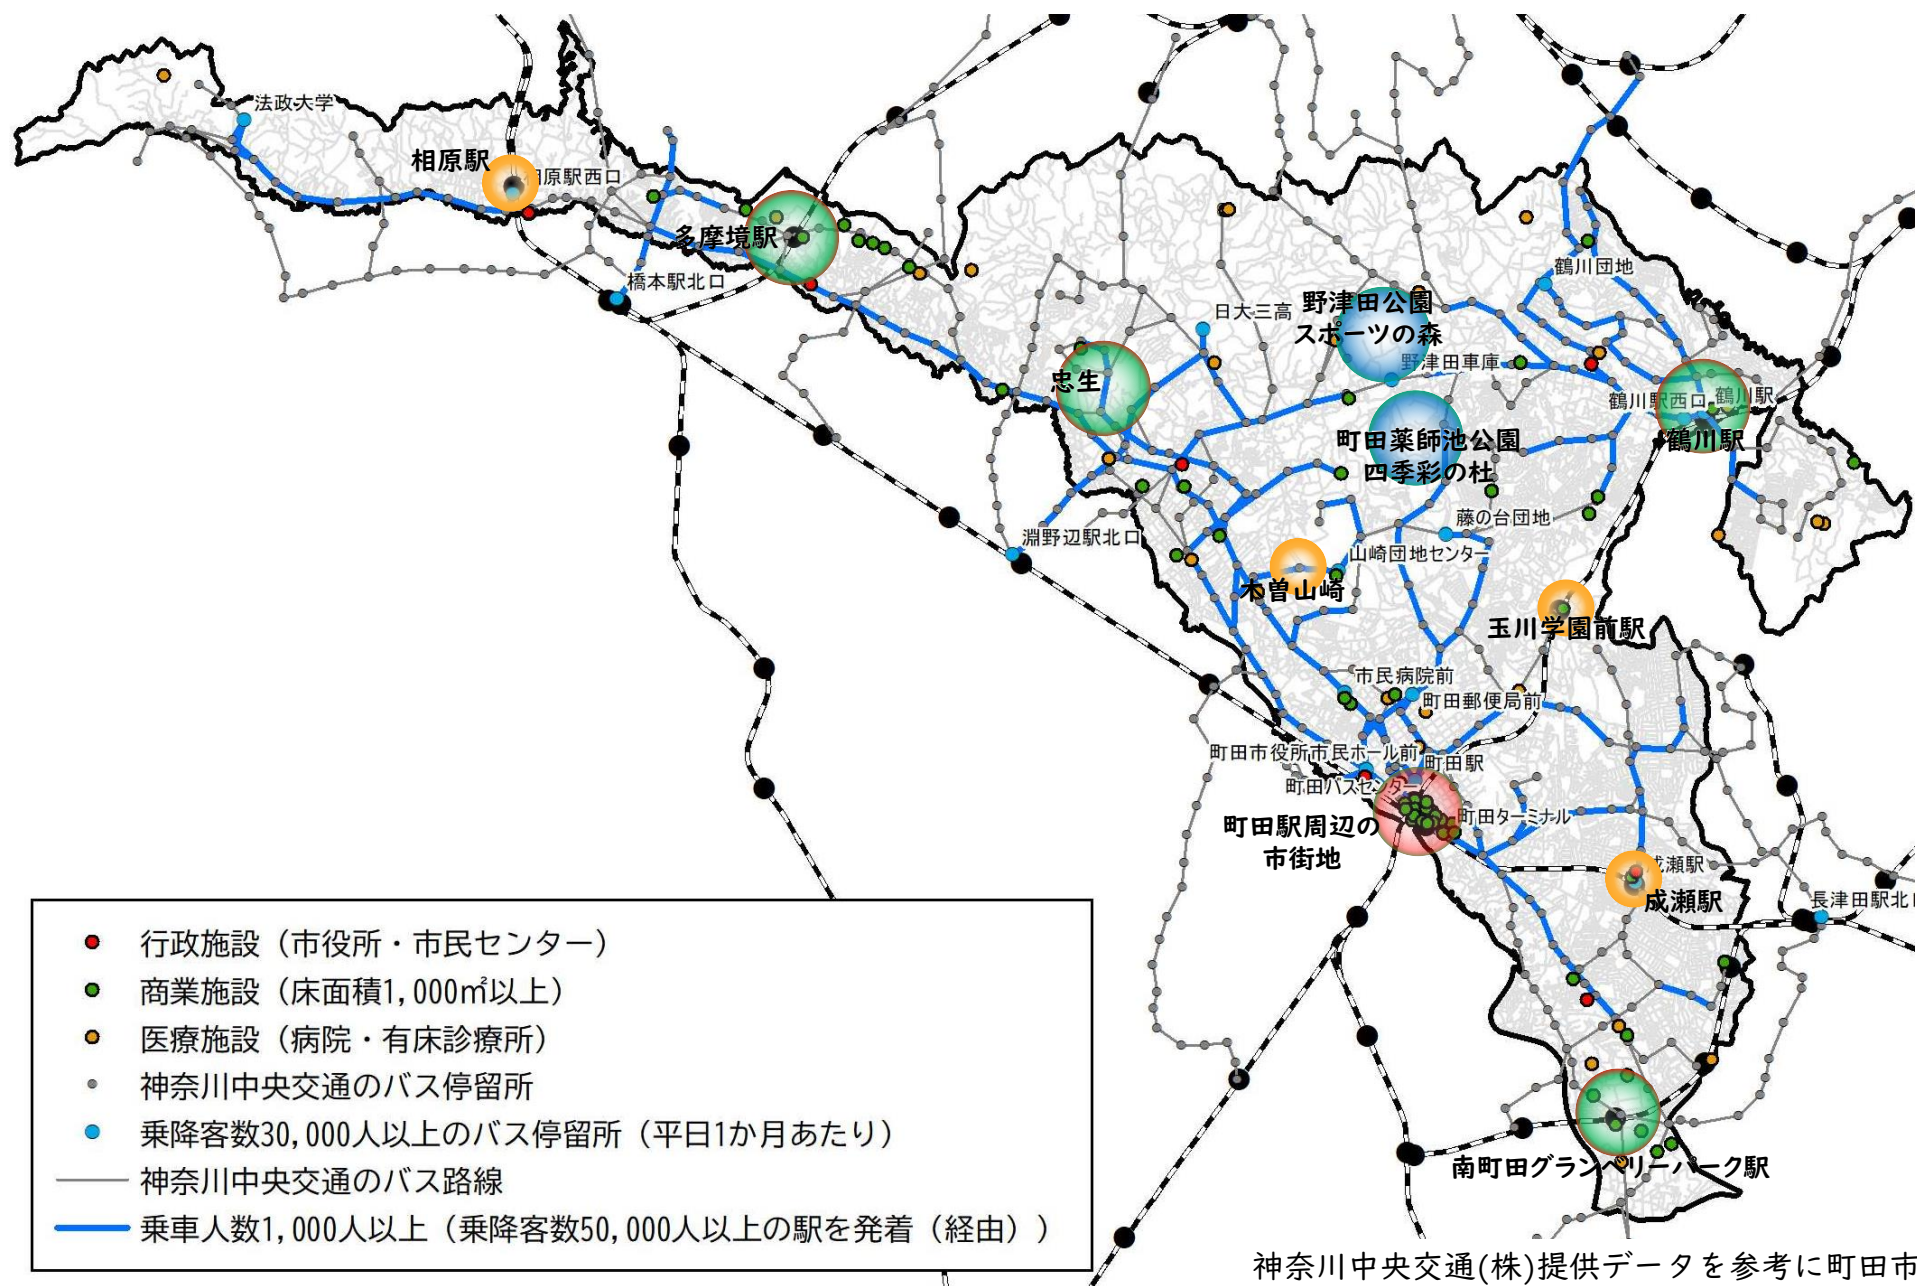 法政大学
相原駅
相原駅西口
多摩境駅
橋本駅北口
日大三高
野津田公園
スポーツの森
鶴川団地
忠生
野津田車庫
鶴川駅西口
鶴川駅
鶴川駅
町田薬師池公園
四季彩の杜
淵野辺駅北口
藤の台団地
山崎団地センター
木曽山崎
玉川学園前駅
市民病院前
町田郵便局前
町田市役所市民ホール前
町田駅
町田バスセンター
町田ターミナル
町田駅周辺の
市街地
成瀬駅
成瀬駅
長津田駅北口
南町田グランベリーパーク駅
行政施設（市役所・市民センター）
商業施設（床面積1,000㎡以上）
医療施設（病院・有床診療所）
神奈川中央交通のバス停留所
乗降客数30,000人以上のバス停留所（平日1か月あたり）
神奈川中央交通のバス路線
乗車人数1,000人以上（乗降客数50,000人以上の駅を発着（経由））
神奈川中央交通(株)提供データを参考に町田市